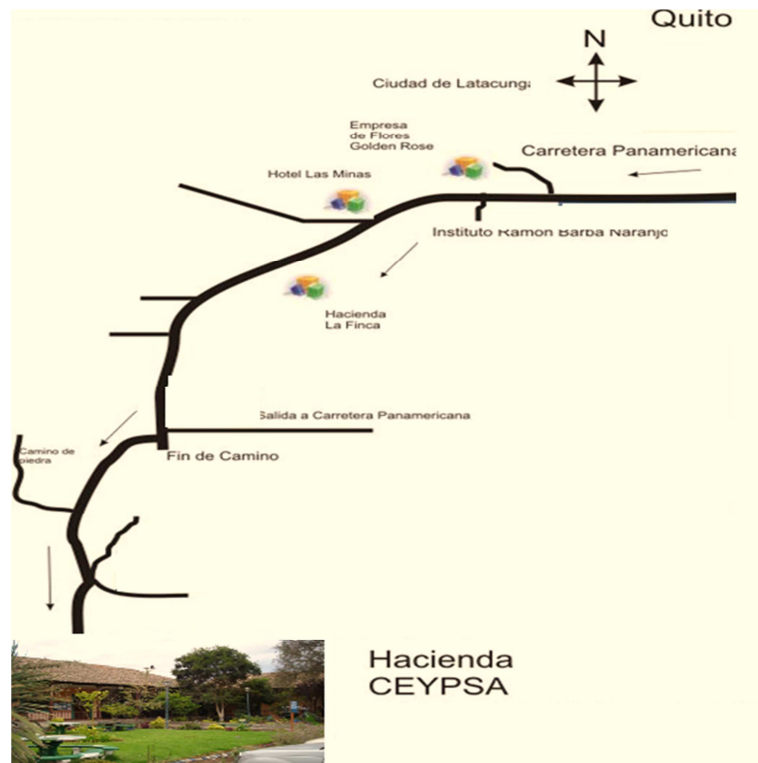 Quito
N
Ciudad de Latacunga
Empresa
de Flores
Golden Rose
Carretera Panamericana
Hotel Las Minas
Instituto Ramon Barba Naranjo
Hacienda
La Finca
Salida a Carretera Panamericana
Camino de
piedra
Fin de Camino
Hacienda
CEYPSA